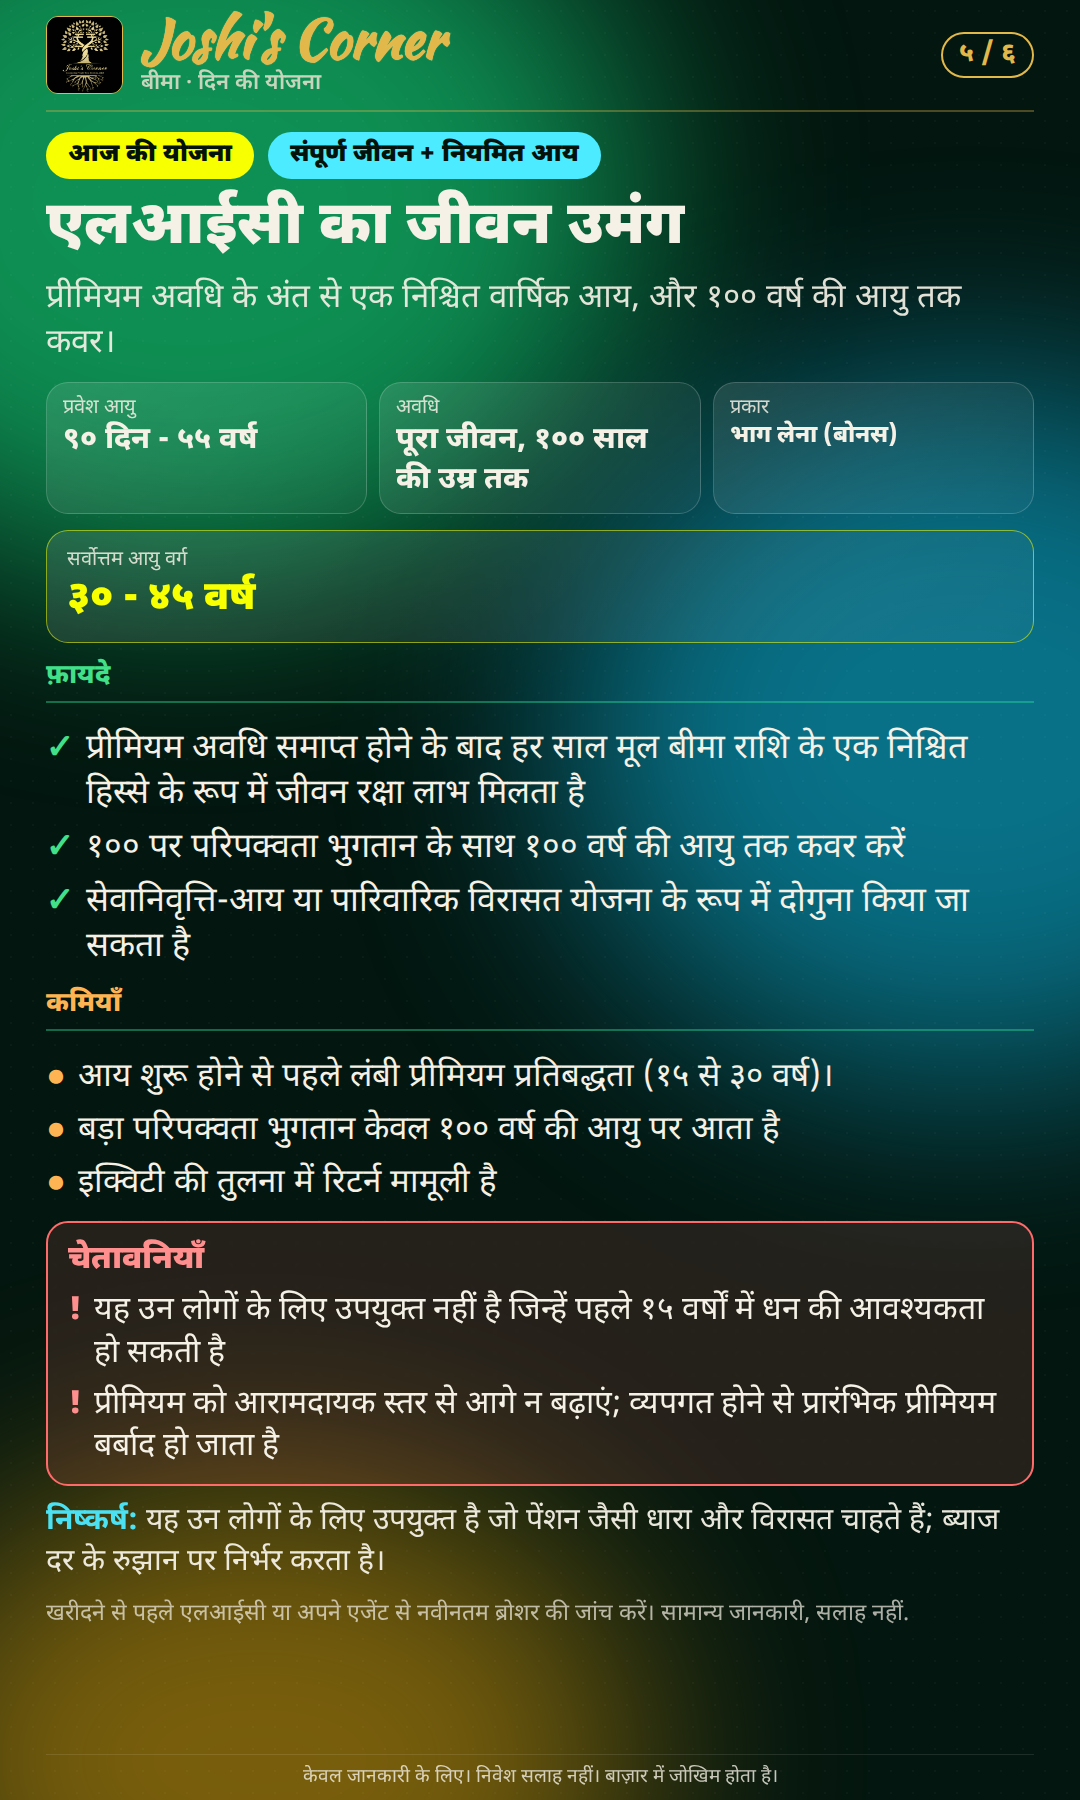 Joshi's Corner
बीमा · दिन की योजना
५ / ६
आज की योजना
संपूर्ण जीवन + नियमित आय
एलआईसी का जीवन उमंग
प्रीमियम अवधि के अंत से एक निश्चित वार्षिक आय, और १०० वर्ष की आयु तक
कवर।
प्रवेश आयु
९० दिन - ५५ वर्ष
अवधि
पूरा जीवन, १०० साल
की उम्र तक
प्रकार
भाग लेना (बोनस)
सर्वोत्तम आयु वर्ग
३० - ४५ वर्ष
फ़ायदे
✓ प्रीमियम अवधि समाप्त होने के बाद हर साल मूल बीमा राशि के एक निश्चित
हिस्से के रूप में जीवन रक्षा लाभ मिलता है
✓ १०० पर परिपक्वता भुगतान के साथ १०० वर्ष की आयु तक कवर करें
✓ सेवानिवृत्ति-आय या पारिवारिक विरासत योजना के रूप में दोगुना किया जा
सकता है
कमियाँ
● आय शुरू होने से पहले लंबी प्रीमियम प्रतिबद्धता (१५ से ३० वर्ष)।
● बड़ा परिपक्वता भुगतान केवल १०० वर्ष की आयु पर आता है
● इक्विटी की तुलना में रिटर्न मामूली है
चेतावनियाँ
! यह उन लोगों के लिए उपयुक्त नहीं है जिन्हें पहले १५ वर्षों में धन की आवश्यकता
हो सकती है
! प्रीमियम को आरामदायक स्तर से आगे न बढ़ाएं; व्यपगत होने से प्रारंभिक प्रीमियम
बर्बाद हो जाता है
निष्कर्ष: यह उन लोगों के लिए उपयुक्त है जो पेंशन जैसी धारा और विरासत चाहते हैं; ब्याज
दर के रुझान पर निर्भर करता है।
खरीदने से पहले एलआईसी या अपने एजेंट से नवीनतम ब्रोशर की जांच करें। सामान्य जानकारी, सलाह नहीं.
केवल जानकारी के लिए। निवेश सलाह नहीं। बाज़ार में जोखिम होता है।